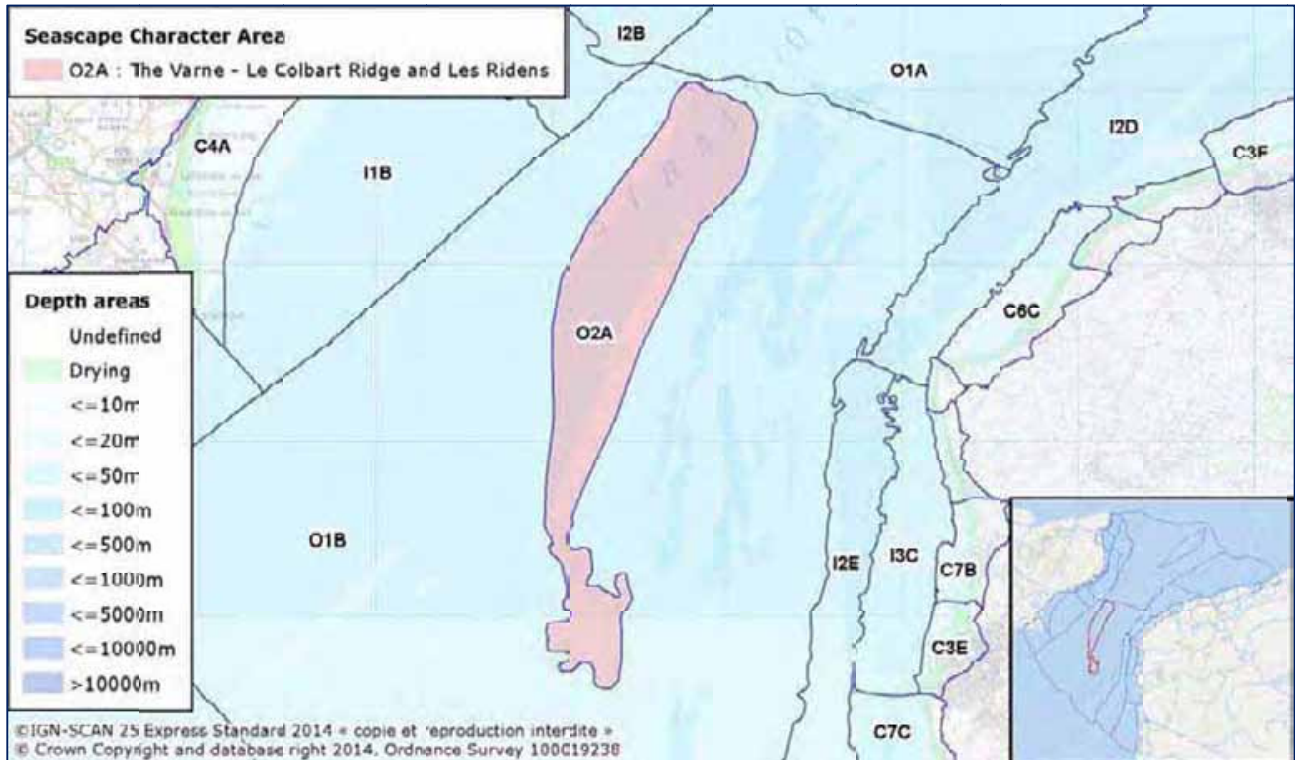 Seascape Character Area
O2A : The Varne - Le Colbart Ridge and Les Ridens
I2B
O1A
I2D
C3F
C4A
I1B
C6C
O2A
Depth areas
Undefined
Drying
<=10m
<=20m
<=50m
<=100m
<=500m
<=1000m
<=5000m
<=10000m
>10000m
O1B
I2E
I3C
C7B
C3E
C7C
©IGN-SCAN 25 Express Standard 2014 « copie et reproduction interdite »
© Crown Copyright and database right 2014. Ordnance Survey 100019238